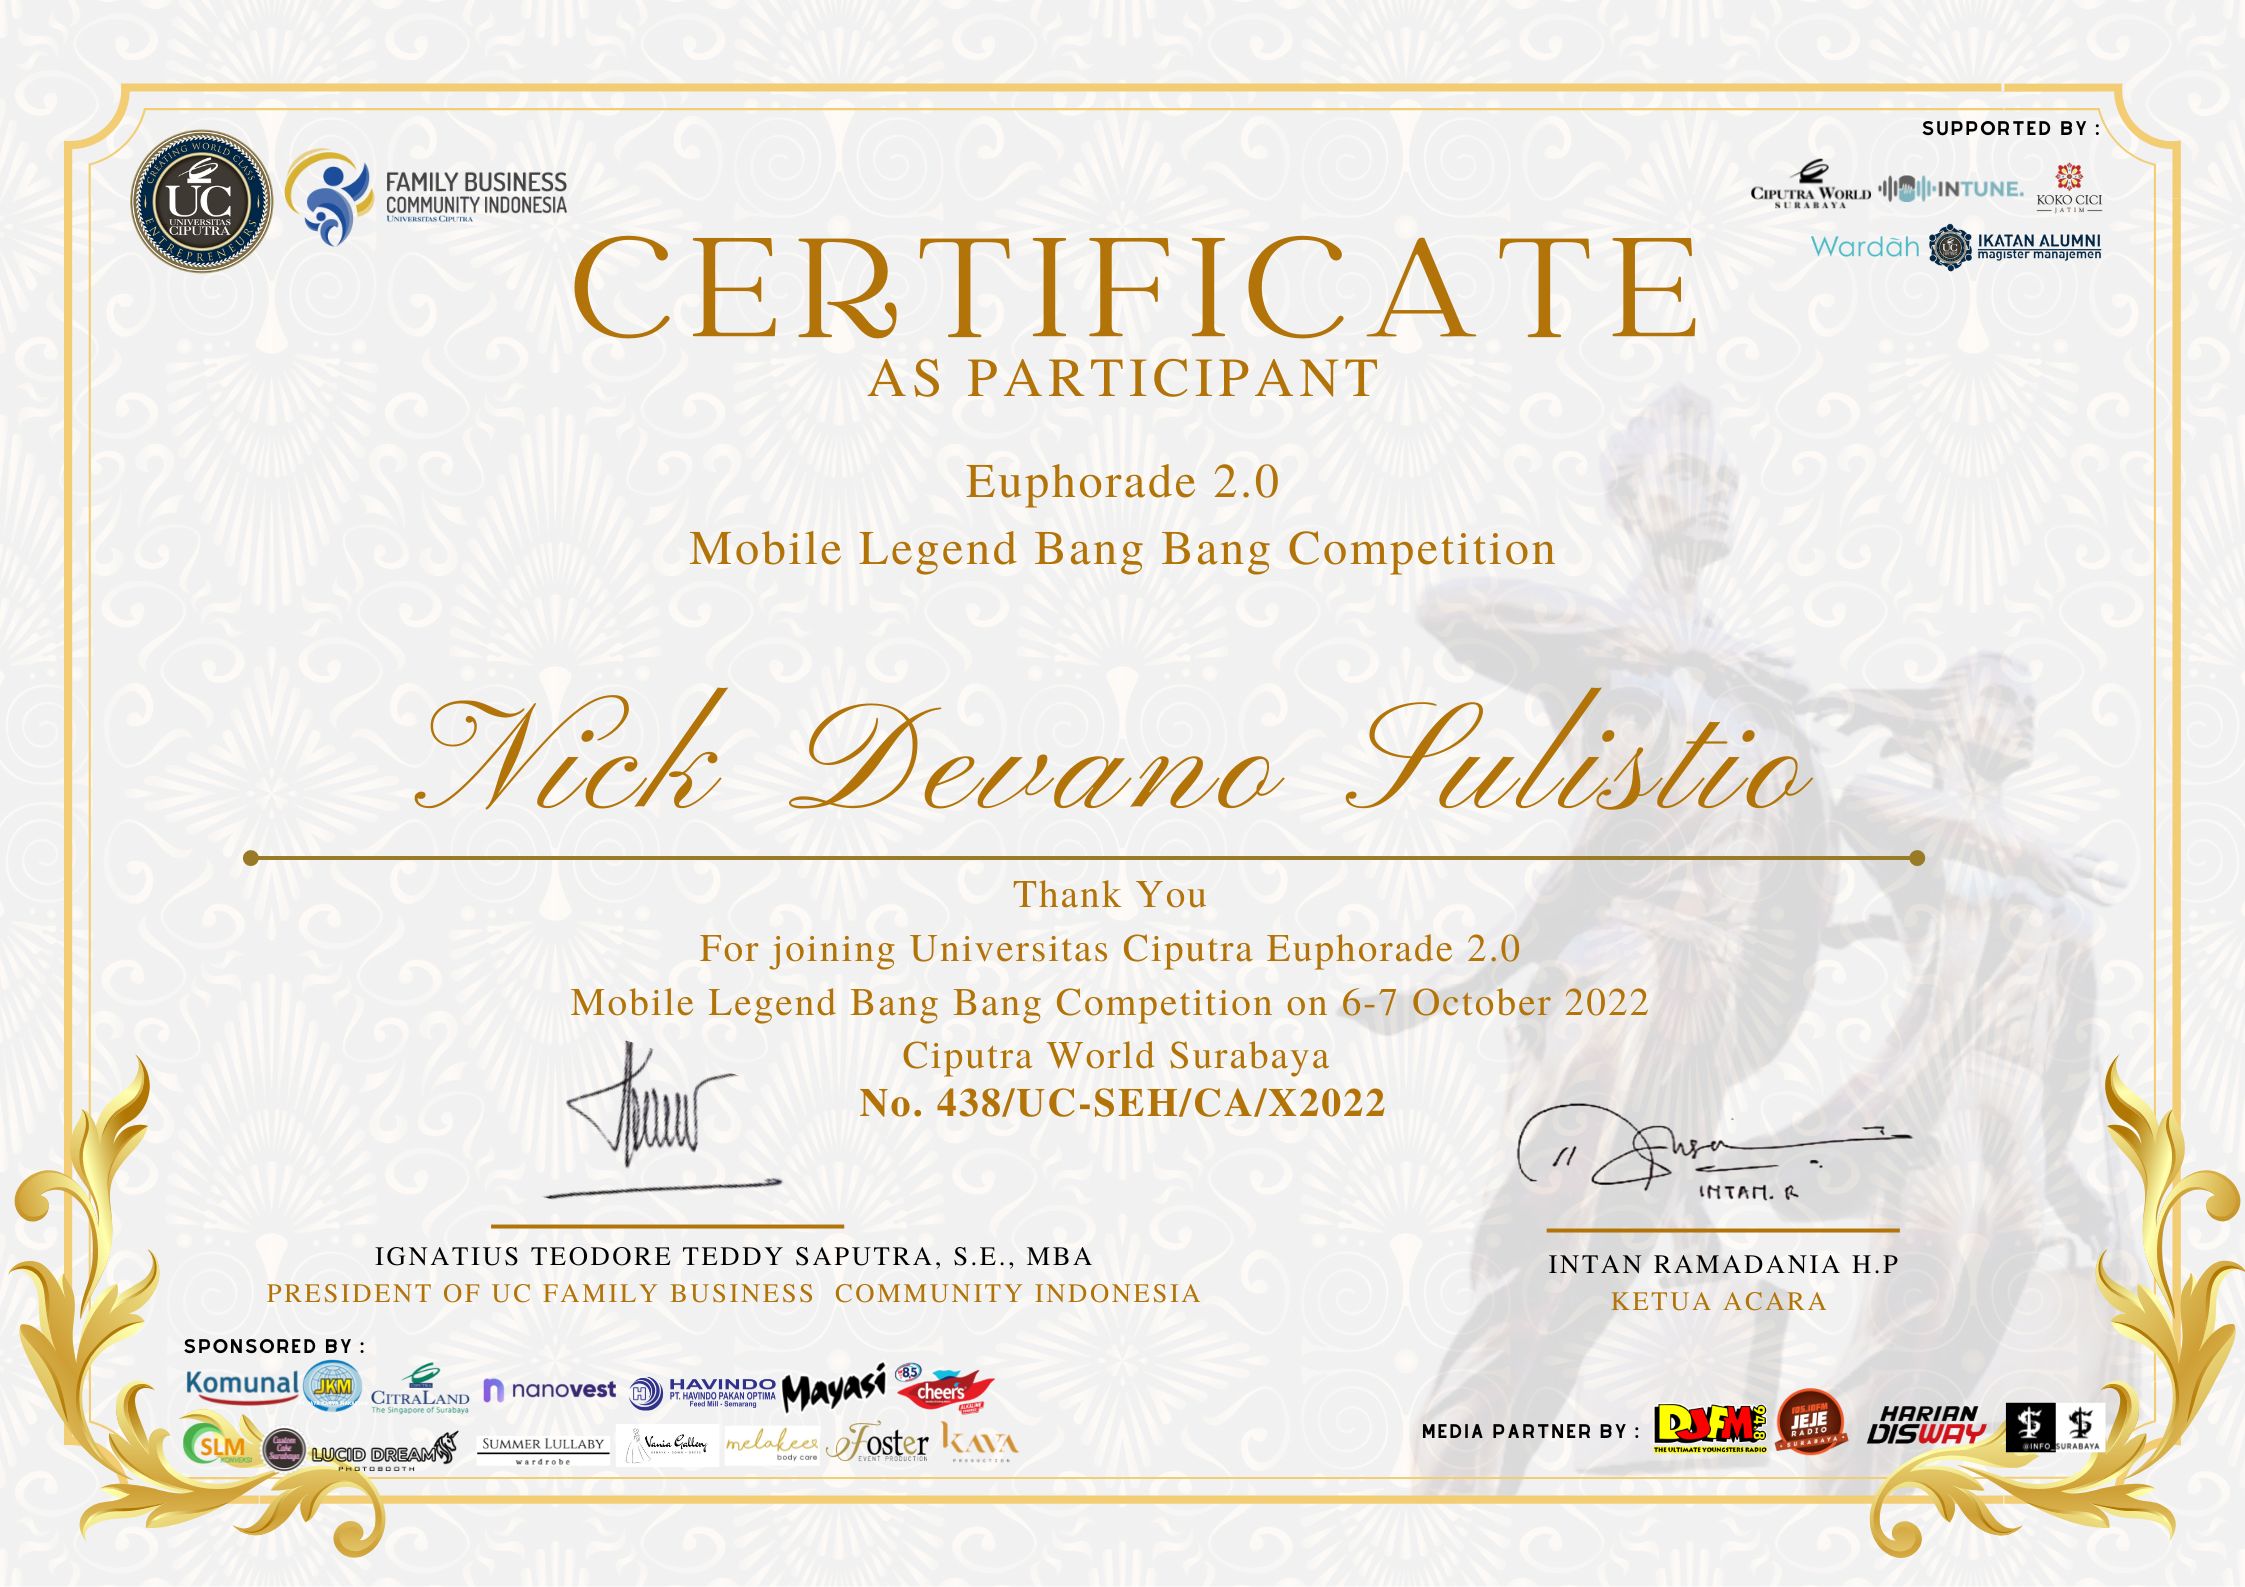 CREATING WORLD CLASS
UC
UNIVERSITAS
CIPUTRA
ENTREPRENEURS
FAMILY BUSINESS
COMMUNITY INDONESIA
UNIVERSITAS CIPUTRA
SUPPORTED BY :
CIPUTRA WORLD
SURABAYA
INTUNE.
KOKO CICI
JATIM
Wardah
IKATAN ALUMNI
magister manajemen
CERTIFICATE
AS PARTICIPANT
Euphorade 2.0
Mobile Legend Bang Bang Competition
Nick Devano Sulistio
Thank You
For joining Universitas Ciputra Euphorade 2.0
Mobile Legend Bang Bang Competition on 6-7 October 2022
Ciputra World Surabaya
No. 438/UC-SEH/CA/X2022
INTAN. R
IGNATIUS TEODORE TEDDY SAPUTRA, S.E., MBA
PRESIDENT OF UC FAMILY BUSINESS COMMUNITY INDONESIA
INTAN RAMADANIA H.P
KETUA ACARA
SPONSORED BY :
Komunal
JKM
CITRALAND
The Singapore of Surabaya
nanovest
HAVINDO
PT. HAVINDO PAKAN OPTIMA
Feed Mill - Semarang
Mayasi
8.5
cheers
ALKALINE
SLM
KONVEKSI
Custom
Cake
Surabaya
LUCID DREAM
PHOTOBOOTH
SUMMER LULLABY
wardrobe
Vania Gallery
melakees
body care
Foster
EVENT PRODUCTION
KAVA
PRODUCTION
MEDIA PARTNER BY :
DJFM
94.8
THE ULTIMATE YOUNGSTERS RADIO
105.10FM
JEJE
RADIO
SURABAYA
HARIAN
DISWAY
@INFO_SURABAYA